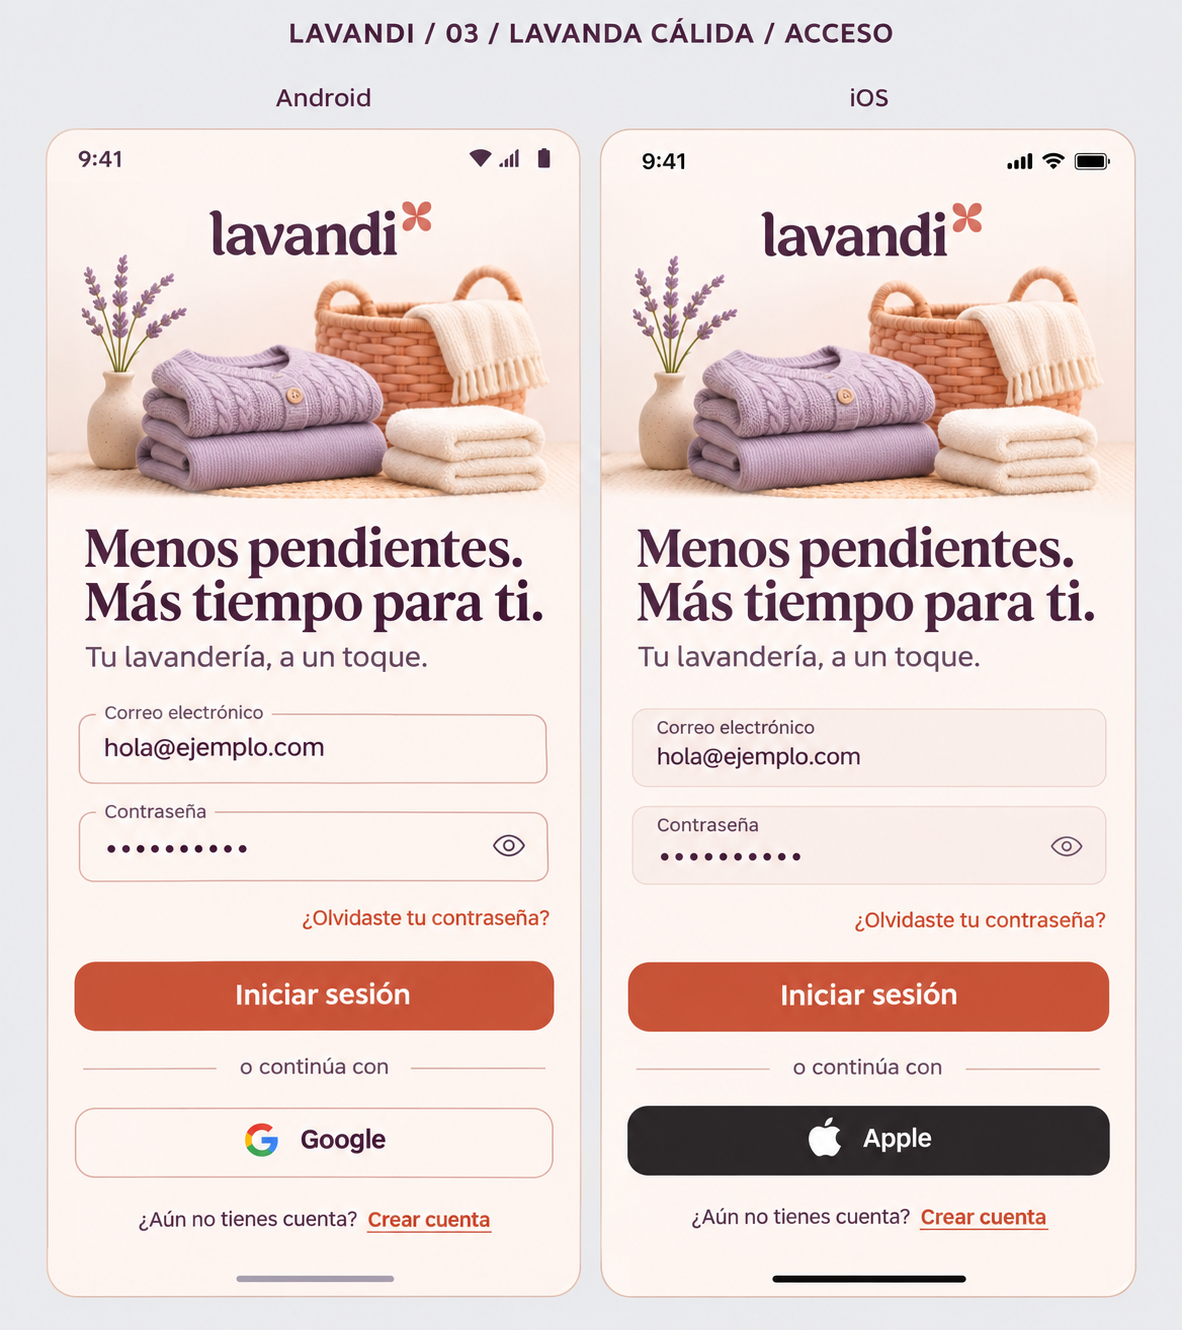 LAVANDI / 03 / LAVANDA CÁLIDA / ACCESO
Android
9:41
lavandi
Menos pendientes.
Más tiempo para ti.
Tu lavandería, a un toque.
Correo electrónico
hola@ejemplo.com
Contraseña
••••••••••
¿Olvidaste tu contraseña?
Iniciar sesión
o continúa con
Google
¿Aún no tienes cuenta? Crear cuenta
iOS
9:41
lavandi
Menos pendientes.
Más tiempo para ti.
Tu lavandería, a un toque.
Correo electrónico
hola@ejemplo.com
Contraseña
••••••••••
¿Olvidaste tu contraseña?
Iniciar sesión
o continúa con
Apple
¿Aún no tienes cuenta? Crear cuenta